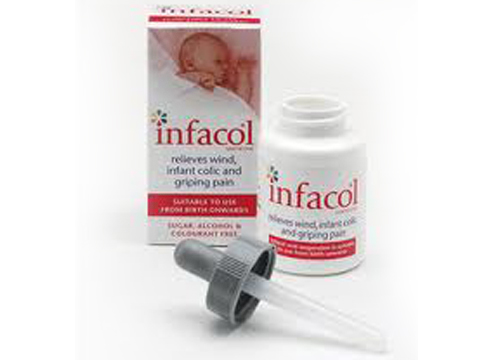 infacol
relieves wind,
infant colic and
griping pain
SUITABLE TO USE
FROM BIRTH ONWARDS
SUGAR, ALCOHOL &
COLOURANT FREE
infacol
relieves wind, infant colic
and griping pain